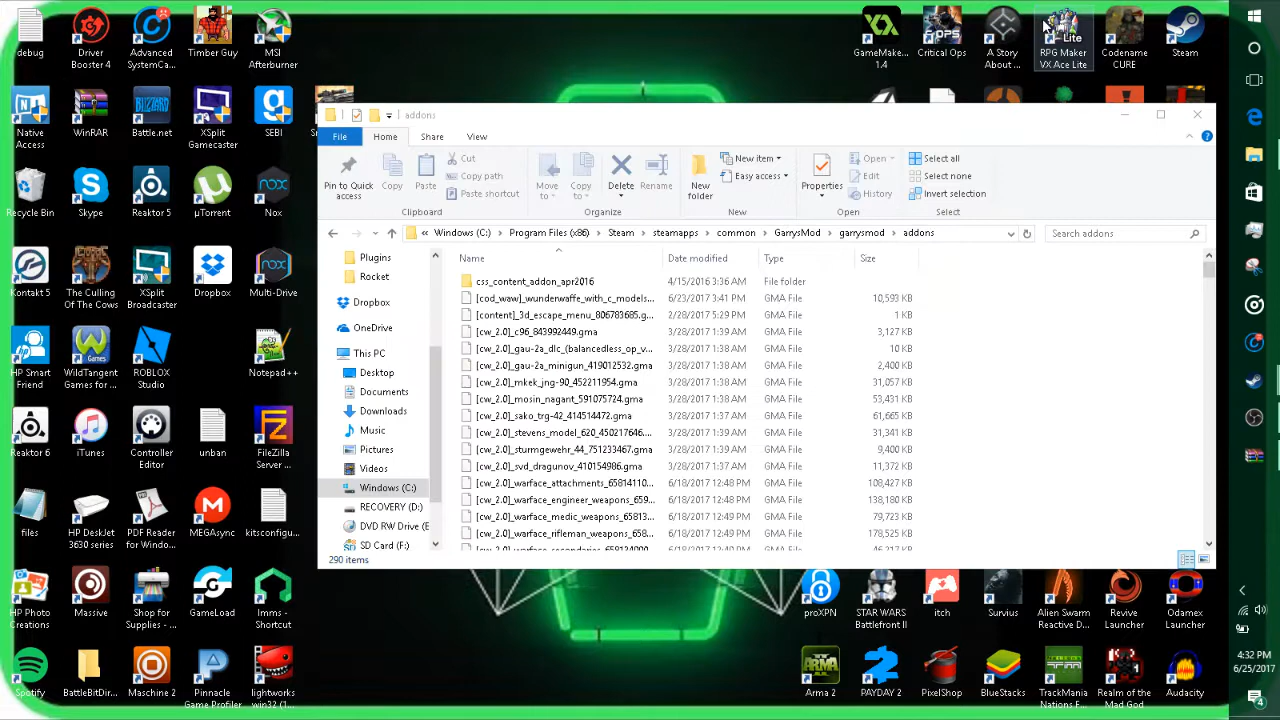 debug
Driver
Booster 4
Advanced
SystemCa...
Timber Guy
MSI
Afterburner
GameMake...
1.4
Critical Ops
A Story
About ...
RPG Maker
VX Ace Lite
Codename
CURE
Steam
Native
Access
WinRAR
Battle.net
XSplit
Gamecaster
SEBI
Recycle Bin
Skype
Reaktor 5
µTorrent
Nox
Kontakt 5
The Culling
Of The Cows
XSplit
Broadcaster
Dropbox
Multi-Drive
HP Smart
Friend
WildTangent
Games for ...
ROBLOX
Studio
Notepad++
Reaktor 6
iTunes
Controller
Editor
unban
FileZilla
Server ...
files
HP DeskJet
3630 series
PDF Reader
for Windo...
MEGAsync
kitsconfigu...
HP Photo
Creations
Massive
Shop for
Supplies - ...
GameLoad
lmms -
Shortcut
Spotify
BattleBitDir...
Maschine 2
Pinnacle
Game Profiler
lightworks
win32 (1...
addons
File
Home
Share
View
Pin to Quick
access
Copy
Paste
Cut
Copy path
Paste shortcut
Clipboard
Move
to
Copy
to
Delete
Rename
Organize
New
folder
New item
Easy access
New
Properties
Open
Edit
History
Open
Select all
Select none
Invert selection
Select
« Windows (C:) > Program Files (x86) > Steam > steamapps > common > GarrysMod > garrysmod > addons
Search addons
Plugins
Rocket
Dropbox
OneDrive
This PC
Desktop
Documents
Downloads
Music
Pictures
Videos
Windows (C:)
RECOVERY (D:)
DVD RW Drive (E
SD Card (F:)
Name Date modified Type Size
css_content_addon_apr2016 4/15/2016 3:36 AM File folder
6/23/2017 3:41 PM GMA File 10,593 KB
[content]_3d_escape_menu_806783685.g... 2/28/2017 5:29 PM GMA File 1 KB
[cw_2.0]_c96_698992449.gma 3/28/2017 1:38 AM GMA File 3,127 KB
[cw_2.0]_gau-2a_dlc_(balancedless_op_v... 3/28/2017 1:38 AM GMA File 10 KB
[cw_2.0]_gau-2a_minigun_419012532.gma 3/28/2017 1:38 AM GMA File 2,400 KB
3/28/2017 1:38 AM GMA File 31,057 KB
[cw_2.0]_mosin_nagant_591075724.gma 3/28/2017 1:38 AM GMA File 53,431 KB
[cw_2.0]_sako_trg-42_414514472.gma 3/28/2017 1:39 AM GMA File 61,665 KB
3/28/2017 1:39 AM GMA File 31,341 KB
[cw_2.0]_sturmgewehr_44_751233467.gma 3/28/2017 1:39 AM GMA File 9,400 KB
3/28/2017 1:37 AM GMA File 11,372 KB
[cw_2.0]_warface_attachments_65814110... 6/18/2017 12:48 PM GMA File 108,427 KB
[cw_2.0]_warface_engineer_weapons_659... 6/18/2017 12:48 PM GMA File
[cw_2.0]_warface_medic_weapons_65813... 6/18/2017 12:49 PM GMA File 79,723 KB
[cw_2.0]_warface_rifleman_weapons_658... 6/18/2017 12:49 PM GMA File 178,525 KB
290 items
proXPN
STAR WARS
Battlefront II
itch
Survius
Alien Swarm
Reactive D...
Revive
Launcher
Odamex
Launcher
Arma 2
PAYDAY 2
PixelShop
BlueStacks
TrackMania
Nations F...
Realm of the
Mad God
Audacity
4:32 PM
6/25/2017
4